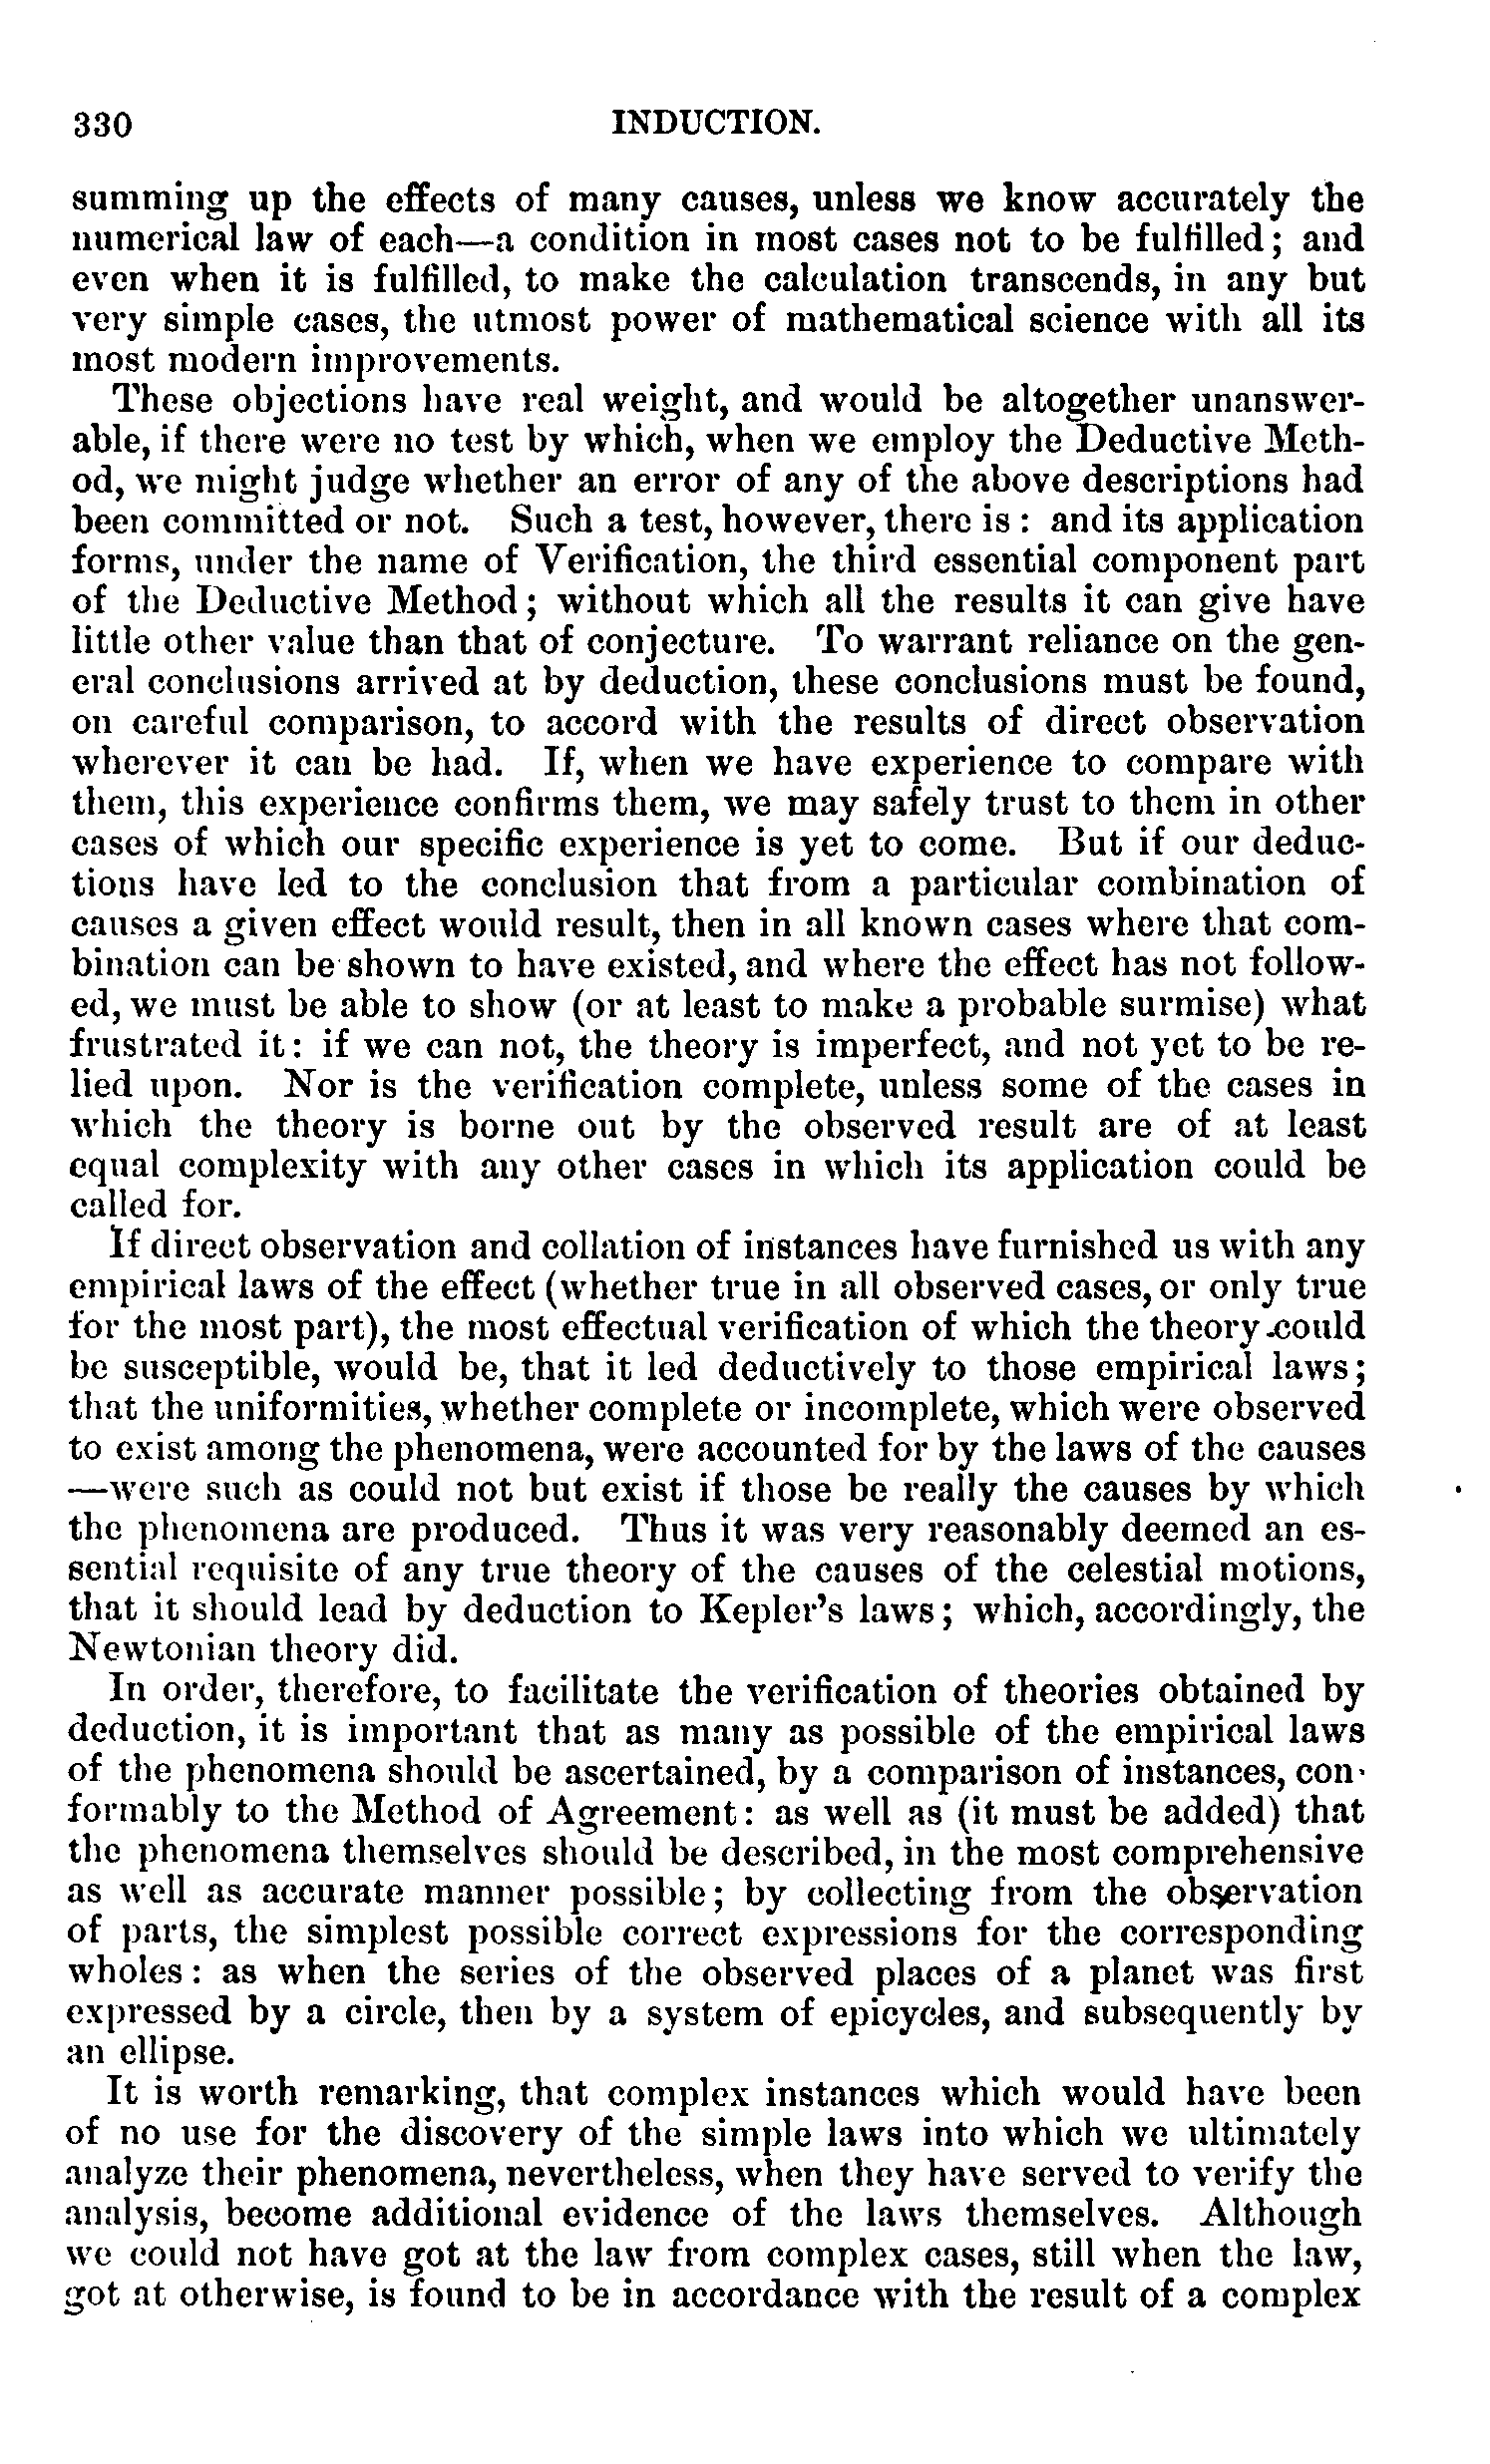 330 INDUCTION.
summing up the effects of many causes, unless we know accurately the
numerical law of each—a condition in most cases not to be fulfilled; and
even when it is fulfilled, to make the calculation transcends, in any but
very simple cases, the utmost power of mathematical science with all its
most modern improvements.
These objections have real weight, and would be altogether unanswer-
able, if there were no test by which, when we employ the Deductive Meth-
od, we might judge whether an error of any of the above descriptions had
been committed or not. Such a test, however, there is: and its application
forms, under the name of Verification, the third essential component part
of the Deductive Method; without which all the results it can give have
little other value than that of conjecture. To warrant reliance on the gen-
eral conclusions arrived at by deduction, these conclusions must be found,
on careful comparison, to accord with the results of direct observation
wherever it can be had. If, when we have experience to compare with
them, this experience confirms them, we may safely trust to them in other
cases of which our specific experience is yet to come. But if our deduc-
tions have led to the conclusion that from a particular combination of
causes a given effect would result, then in all known cases where that com-
bination can be shown to have existed, and where the effect has not follow-
ed, we must be able to show (or at least to make a probable surmise) what
frustrated it: if we can not, the theory is imperfect, and not yet to be re-
lied upon. Nor is the verification complete, unless some of the cases in
which the theory is borne out by the observed result are of at least
equal complexity with any other cases in which its application could be
called for.
If direct observation and collation of instances have furnished us with any
empirical laws of the effect (whether true in all observed cases, or only true
for the most part), the most effectual verification of which the theory could
be susceptible, would be, that it led deductively to those empirical laws;
that the uniformities, whether complete or incomplete, which were observed
to exist among the phenomena, were accounted for by the laws of the causes
—were such as could not but exist if those be really the causes by which
the phenomena are produced. Thus it was very reasonably deemed an es-
sential requisite of any true theory of the causes of the celestial motions,
that it should lead by deduction to Kepler's laws; which, accordingly, the
Newtonian theory did.
In order, therefore, to facilitate the verification of theories obtained by
deduction, it is important that as many as possible of the empirical laws
of the phenomena should be ascertained, by a comparison of instances, con-
formably to the Method of Agreement: as well as (it must be added) that
the phenomena themselves should be described, in the most comprehensive
as well as accurate manner possible; by collecting from the observation
of parts, the simplest possible correct expressions for the corresponding
wholes: as when the series of the observed places of a planet was first
expressed by a circle, then by a system of epicycles, and subsequently by
an ellipse.
It is worth remarking, that complex instances which would have been
of no use for the discovery of the simple laws into which we ultimately
analyze their phenomena, nevertheless, when they have served to verify the
analysis, become additional evidence of the laws themselves. Although
we could not have got at the law from complex cases, still when the law,
got at otherwise, is found to be in accordance with the result of a complex